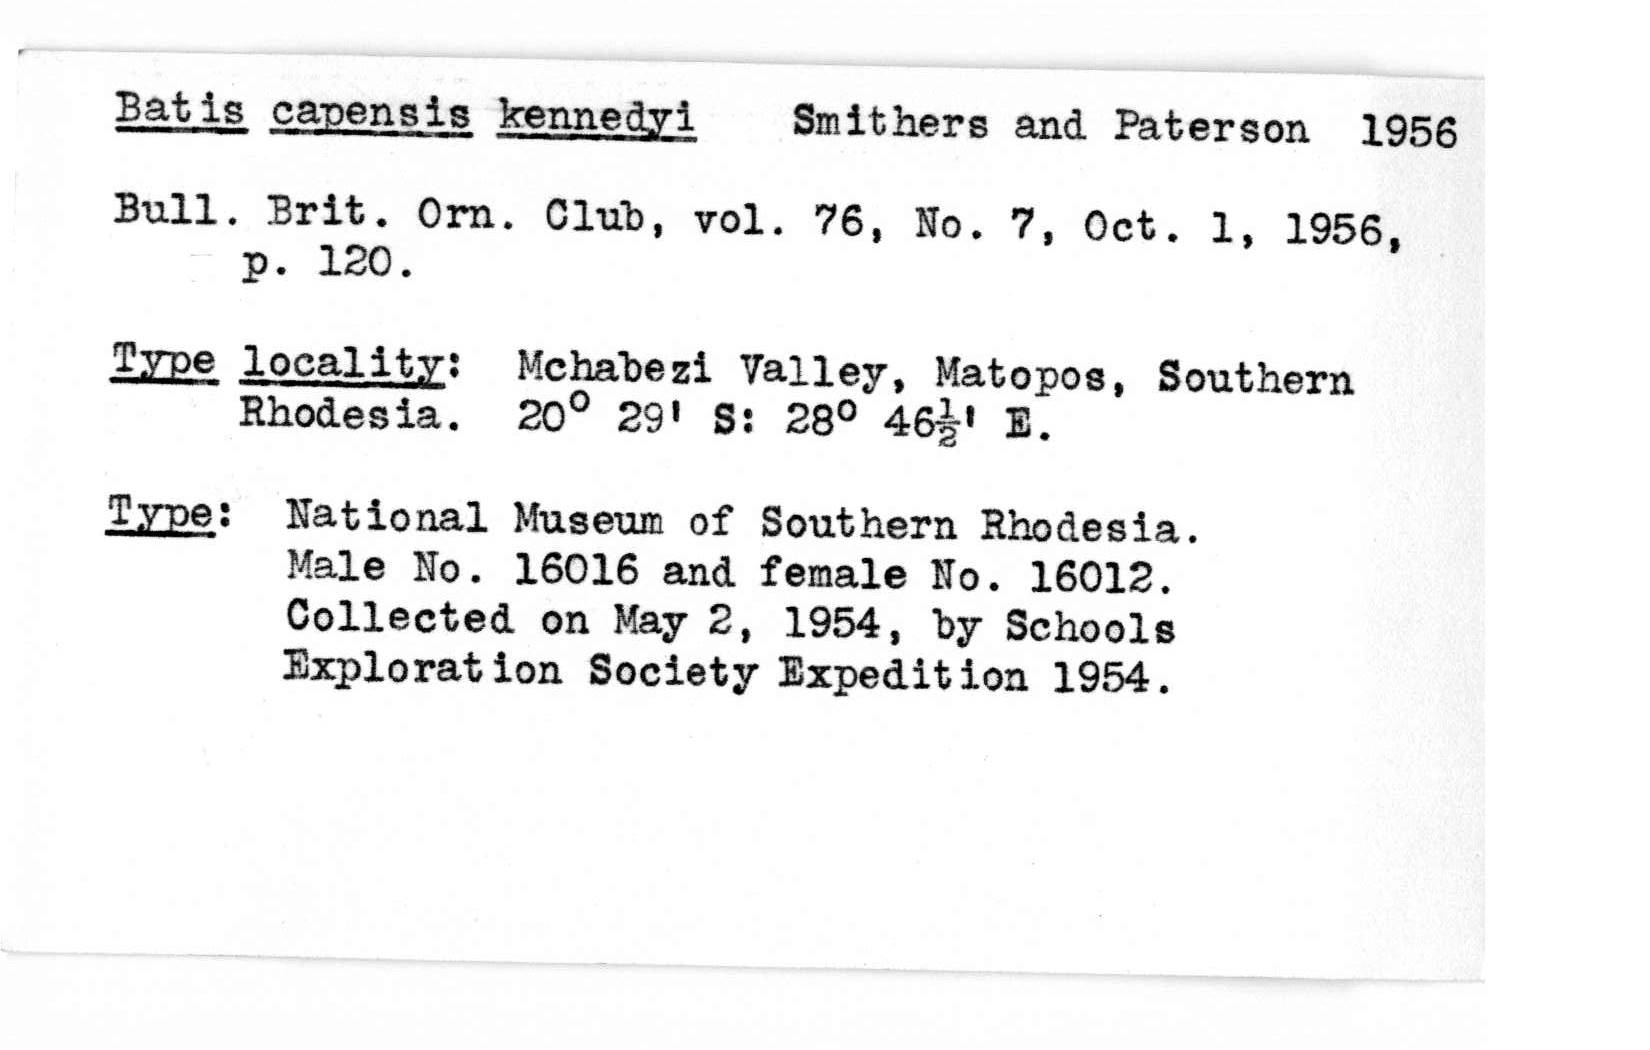 Batis capensis kennedyi Smithers and Paterson 1956
Bull. Brit. Orn. Club, vol. 76, No. 7, Oct. 1, 1956,
p. 120.
Type locality: Mchabezi Valley, Matopos, Southern
Rhodesia. 20° 29' S: 28° 46½' E.
Type: National Museum of Southern Rhodesia.
Male No. 16016 and female No. 16012.
Collected on May 2, 1954, by Schools
Exploration Society Expedition 1954.